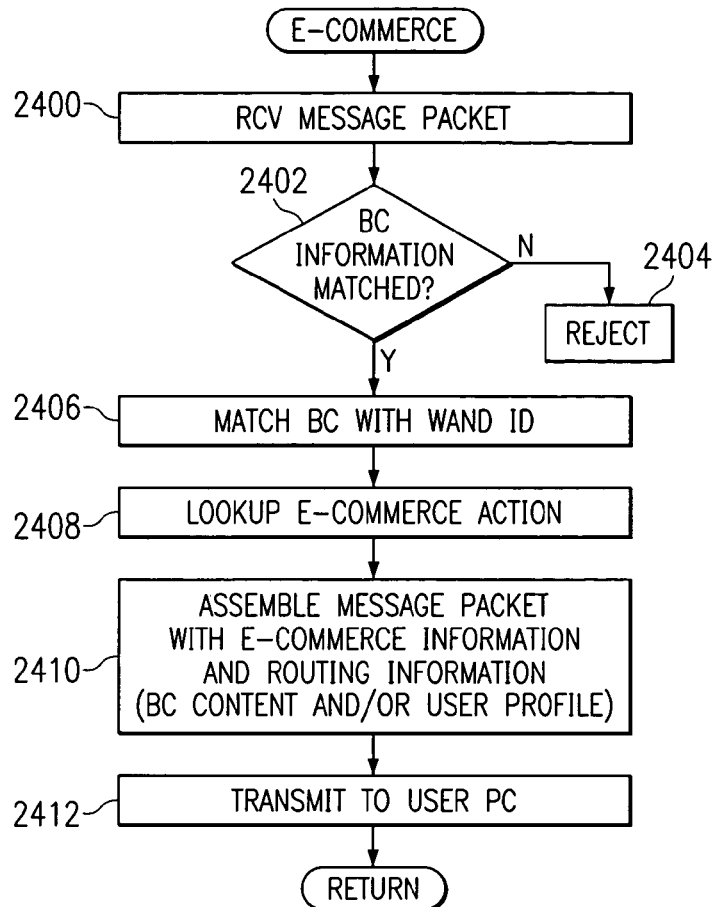 E-COMMERCE
2400
RCV MESSAGE PACKET
2402
BC
INFORMATION
MATCHED?
N
2404
REJECT
Y
2406
MATCH BC WITH WAND ID
2408
LOOKUP E-COMMERCE ACTION
2410
ASSEMBLE MESSAGE PACKET
WITH E-COMMERCE INFORMATION
AND ROUTING INFORMATION
(BC CONTENT AND/OR USER PROFILE)
2412
TRANSMIT TO USER PC
RETURN